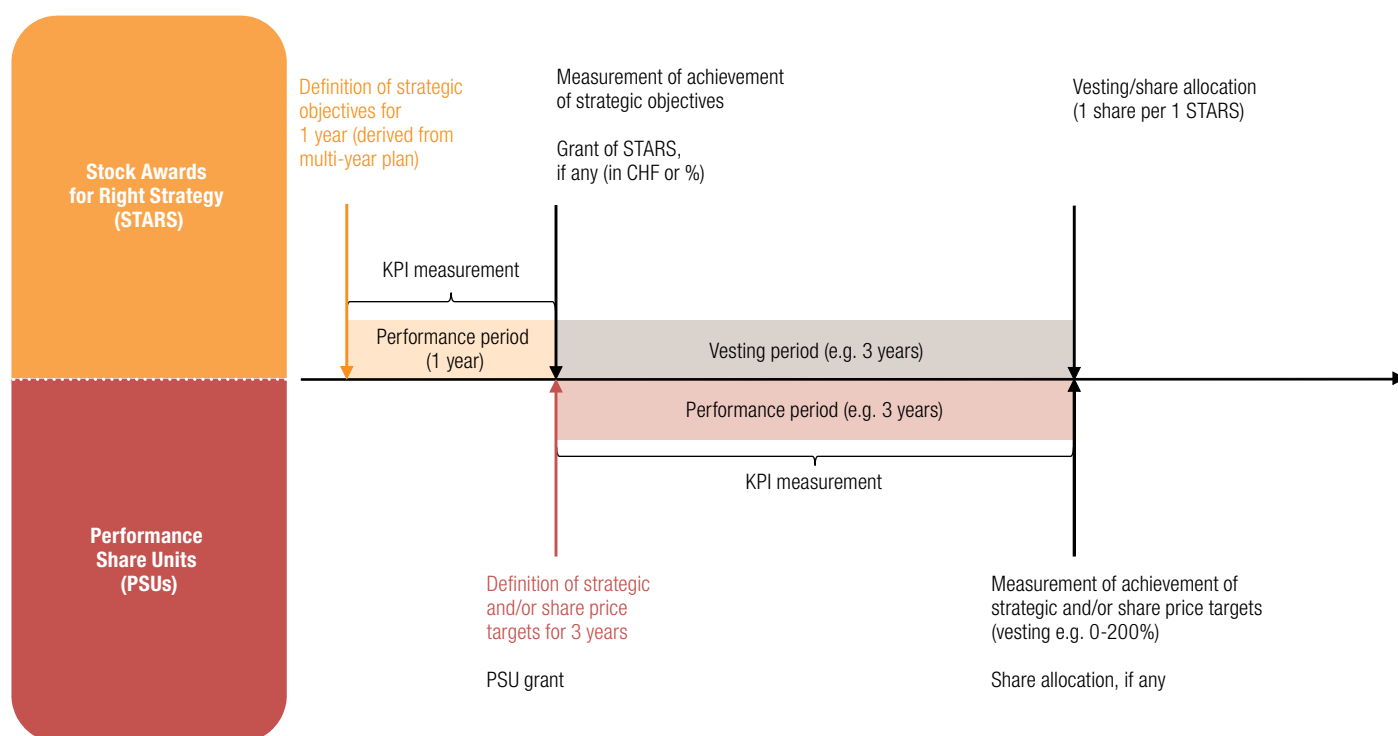 Stock Awards
for Right Strategy
(STARS)
Definition of strategic
objectives for
1 year (derived from
multi-year plan)
Measurement of achievement
of strategic objectives
Grant of STARS,
if any (in CHF or %)
Vesting/share allocation
(1 share per 1 STARS)
KPI measurement
Performance period
(1 year)
Vesting period (e.g. 3 years)
Performance period (e.g. 3 years)
KPI measurement
Performance
Share Units
(PSUs)
Definition of strategic
and/or share price
targets for 3 years
PSU grant
Measurement of achievement of
strategic and/or share price targets
(vesting e.g. 0-200%)
Share allocation, if any